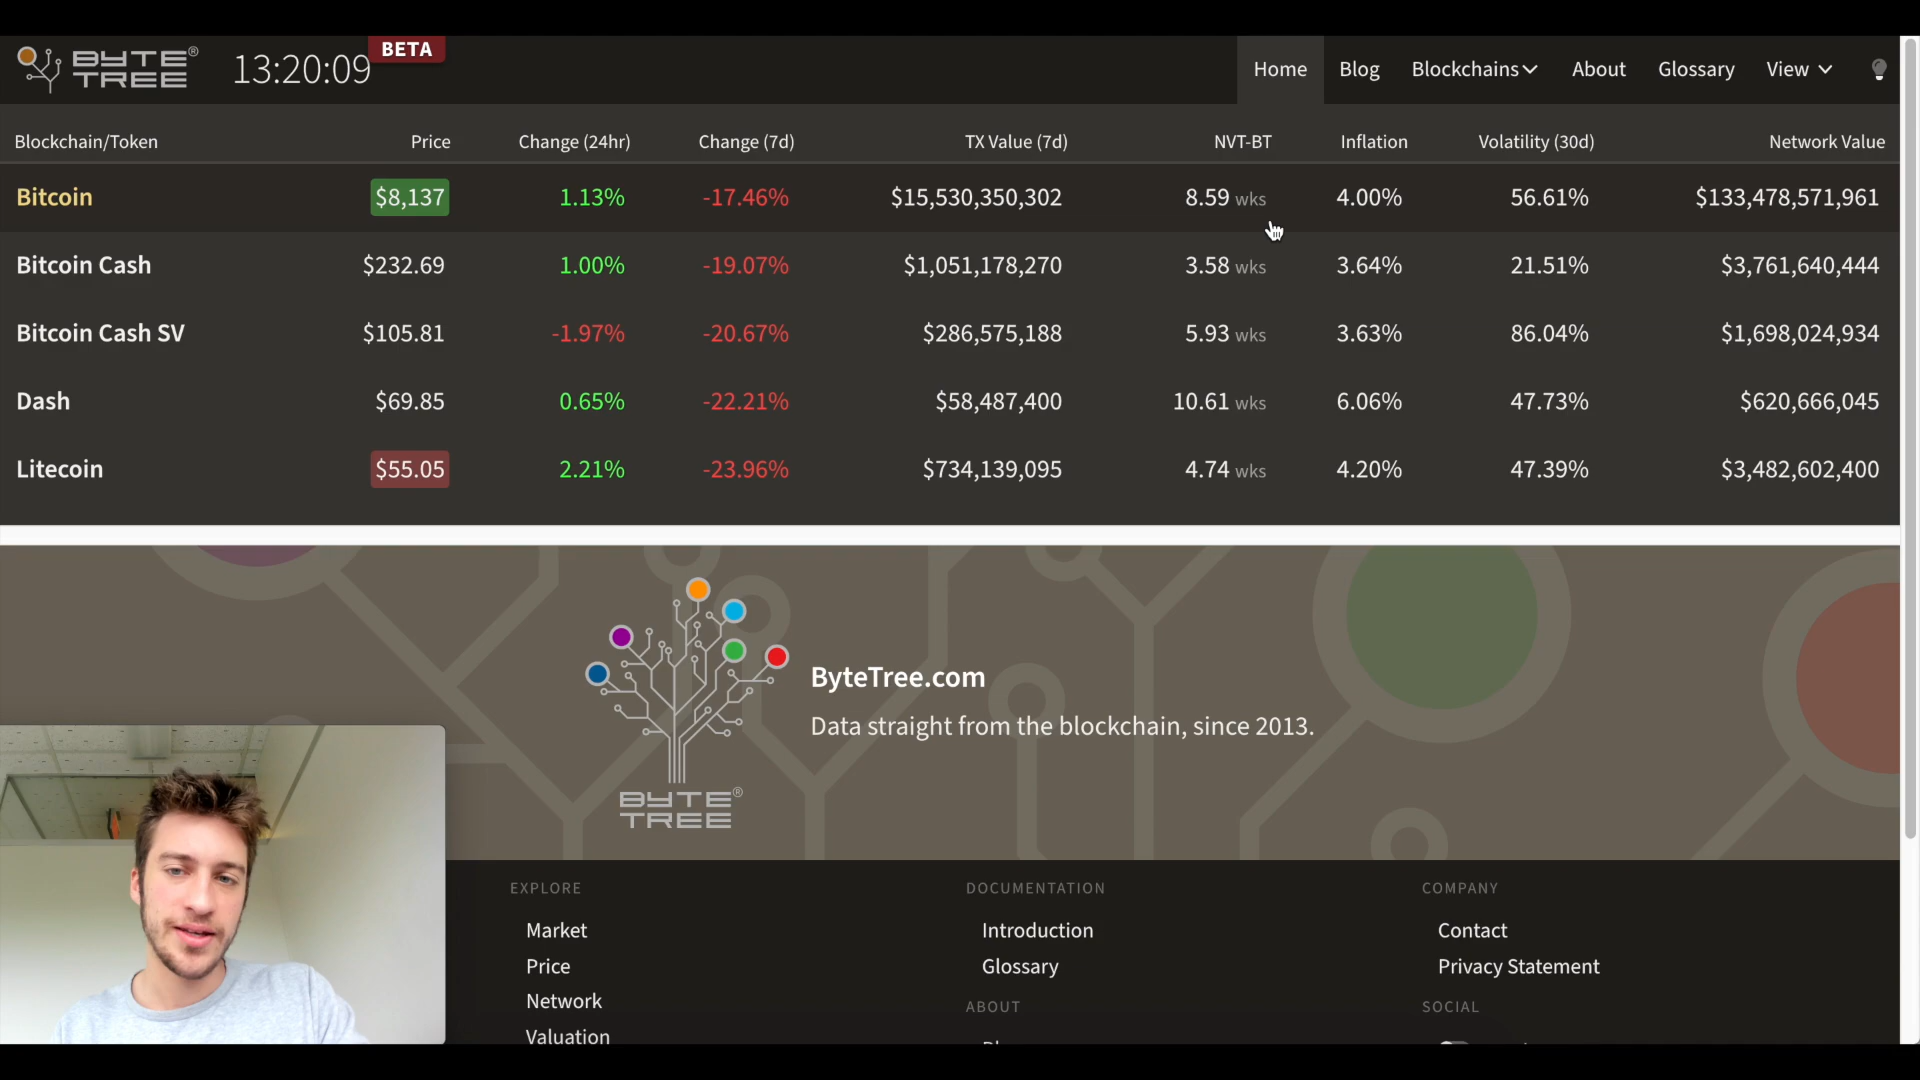 BYTE TREE®
13:20:09
BETA
Home Blog Blockchains About Glossary View
Blockchain/Token Price Change (24hr) Change (7d) TX Value (7d) NVT-BT Inflation Volatility (30d) Network Value
Bitcoin $8,137 1.13% -17.46% $15,530,350,302 8.59 wks 4.00% 56.61% $133,478,571,961
Bitcoin Cash $232.69 1.00% -19.07% $1,051,178,270 3.58 wks 3.64% 21.51% $3,761,640,444
Bitcoin Cash SV $105.81 -1.97% -20.67% $286,575,188 5.93 wks 3.63% 86.04% $1,698,024,934
Dash $69.85 0.65% -22.21% $58,487,400 10.61 wks 6.06% 47.73% $620,666,045
Litecoin $55.05 2.21% -23.96% $734,139,095 4.74 wks 4.20% 47.39% $3,482,602,400
ByteTree.com
Data straight from the blockchain, since 2013.
BYTE®
TREE
EXPLORE
Market
Price
Network
Valuation
DOCUMENTATION
Introduction
Glossary
ABOUT
COMPANY
Contact
Privacy Statement
SOCIAL